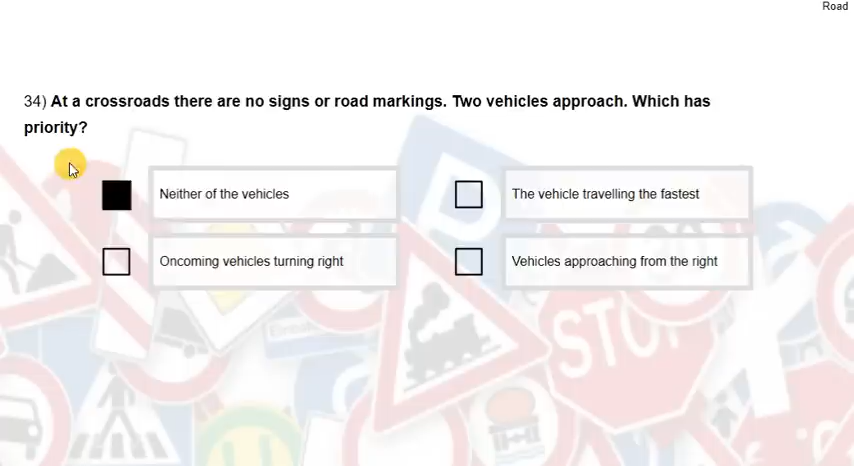 Road
34) At a crossroads there are no signs or road markings. Two vehicles approach. Which has
priority?
Neither of the vehicles
The vehicle travelling the fastest
Oncoming vehicles turning right
Vehicles approaching from the right
STOP